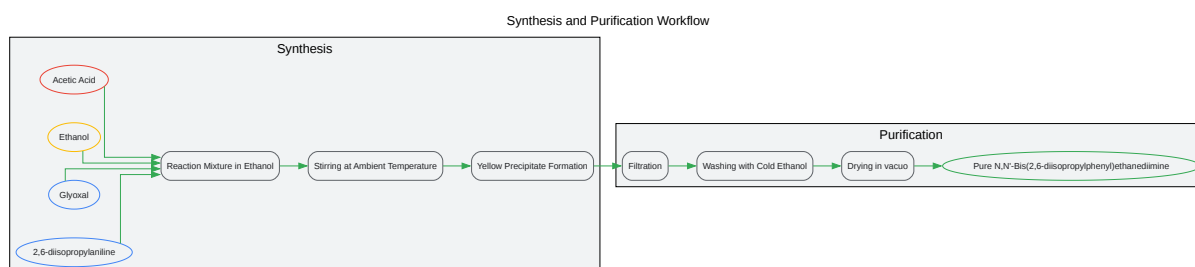 Synthesis and Purification Workflow
Synthesis
Acetic Acid
Ethanol
Glyoxal
2,6-diisopropylaniline
Reaction Mixture in Ethanol
Stirring at Ambient Temperature
Yellow Precipitate Formation
Purification
Filtration
Washing with Cold Ethanol
Drying in vacuo
Pure N,N'-Bis(2,6-diisopropylphenyl)ethanediimine